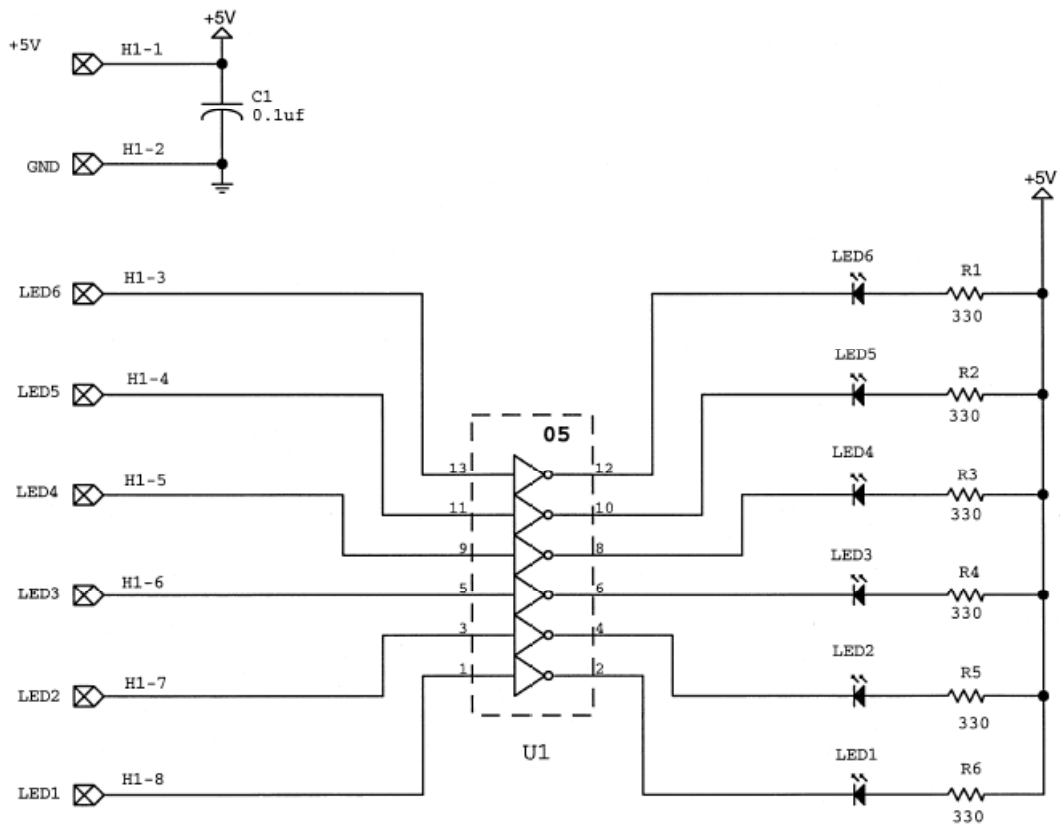 +5V
+5V
H1-1
C1
0.1uf
GND
H1-2
+5V
LED6
H1-3
LED6
R1
330
LED5
H1-4
LED5
R2
330
LED4
H1-5
05
LED4
R3
330
13
12
11
10
9
8
LED3
H1-6
5
6
LED3
R4
330
3
4
LED2
H1-7
1
2
LED2
R5
330
U1
LED1
H1-8
LED1
R6
330